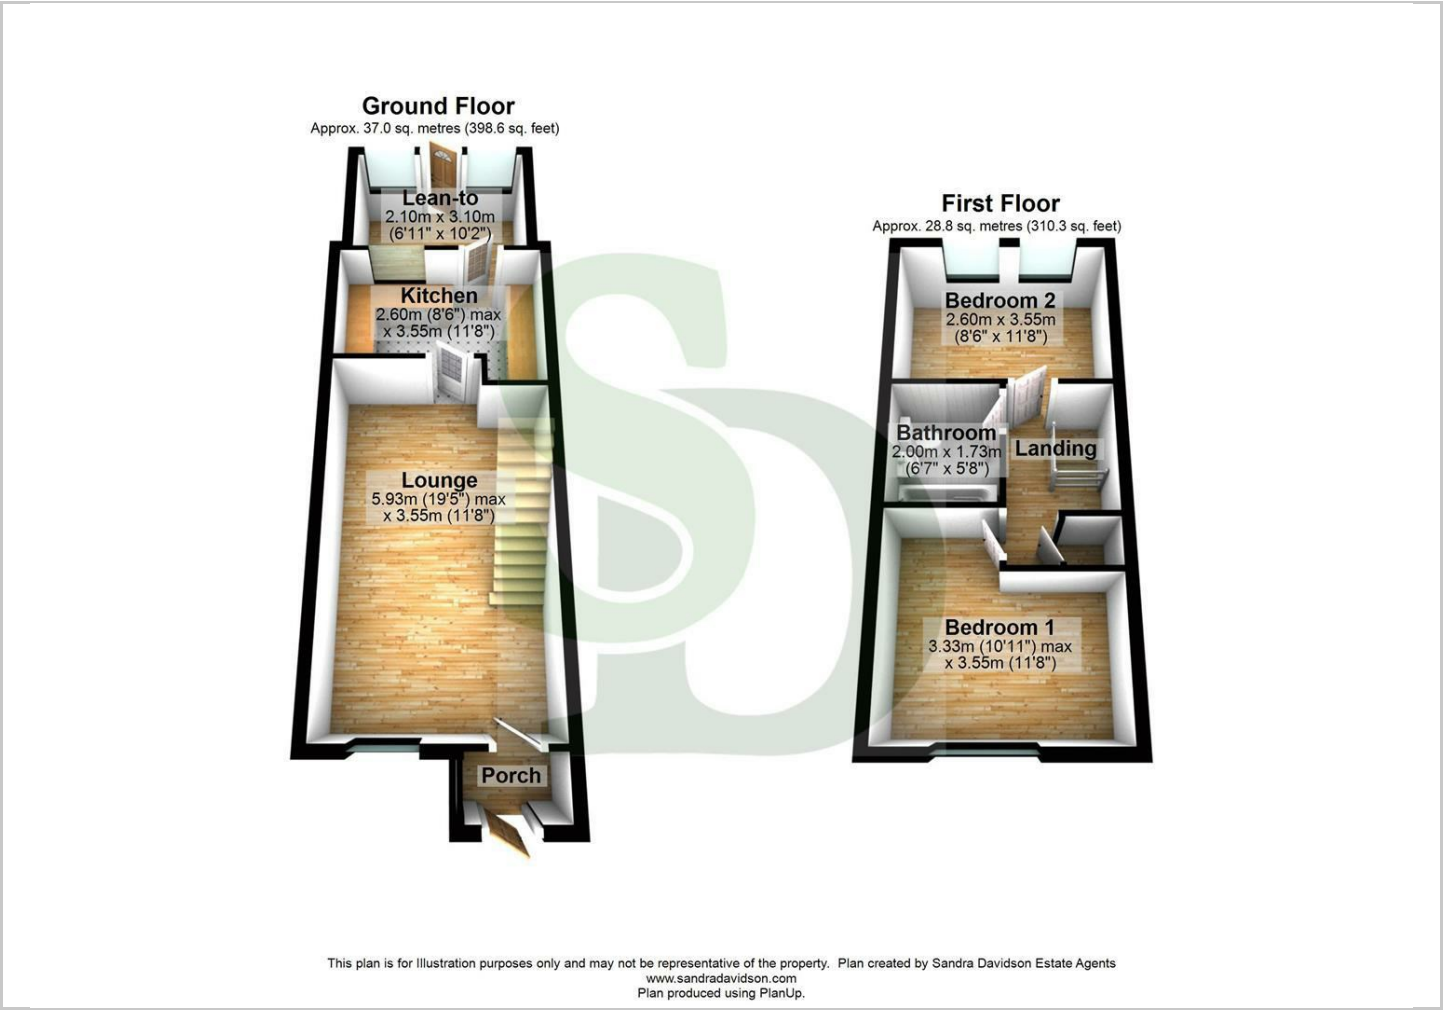 Ground Floor
Approx. 37.0 sq. metres (398.6 sq. feet)
Lean-to
2.10m x 3.10m
(6'11" x 10'2")
Kitchen
2.60m (8'6") max
x 3.55m (11'8")
Lounge
5.93m (19'5") max
x 3.55m (11'8")
Porch
First Floor
Approx. 28.8 sq. metres (310.3 sq. feet)
Bedroom 2
2.60m x 3.55m
(8'6" x 11'8")
Bathroom
2.00m x 1.73m
(6'7" x 5'8")
Landing
Bedroom 1
3.33m (10'11") max
x 3.55m (11'8")
SD
This plan is for Illustration purposes only and may not be representative of the property. Plan created by Sandra Davidson Estate Agents
www.sandradavidson.com
Plan produced using PlanUp.